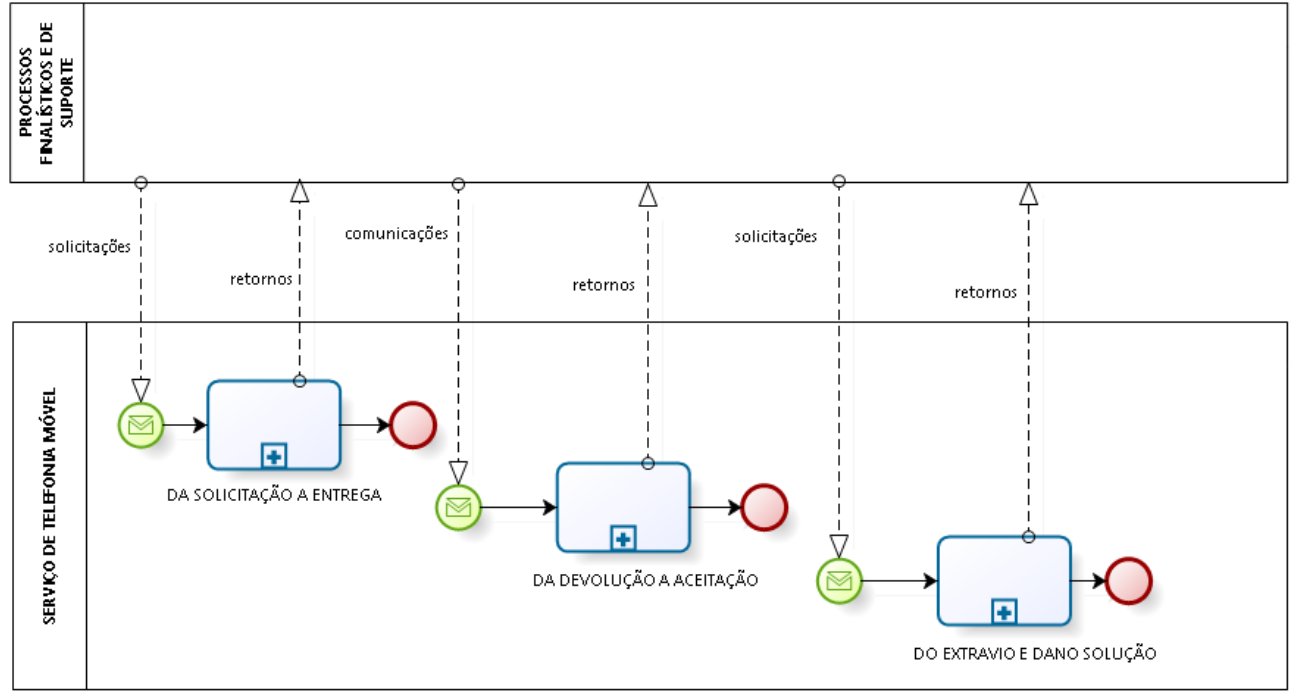 PROCESSOS
FINALÍSTICOS E DE
SUPORTE
solicitações
retornos
comunicações
retornos
solicitações
retornos
SERVIÇO DE TELEFONIA MÓVEL
DA SOLICITAÇÃO A ENTREGA
DA DEVOLUÇÃO A ACEITAÇÃO
DO EXTRAVIO E DANO SOLUÇÃO